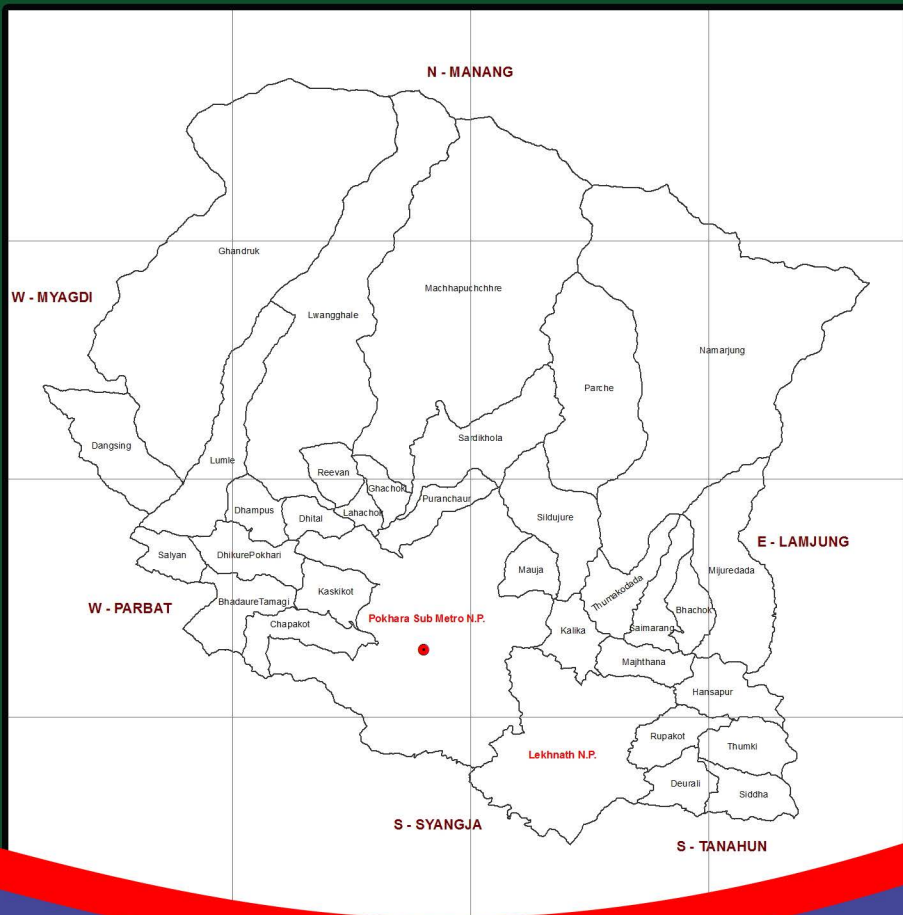 N - MANANG
Ghandruk
W - MYAGDI
Machhapuchchhre
Lwangghale
Namarjung
Parche
Dangsing
Sardikhola
Lumle
Reevan
Ghachok
Puranchaur
Dhampus
Lahachok
Dhital
Sildujure
E - LAMJUNG
Salyan
DhikurePokhari
Mauja
Mijuredada
Kaskikot
Thumakodada
BhadaureTamagi
W - PARBAT
Bhachok
Pokhara Sub Metro N.P.
Chapakot
Kalika
Saimarang
Majhthana
Hansapur
Rupakot
Thumki
Lekhnath N.P.
Deurali
Siddha
S - SYANGJA
S - TANAHUN